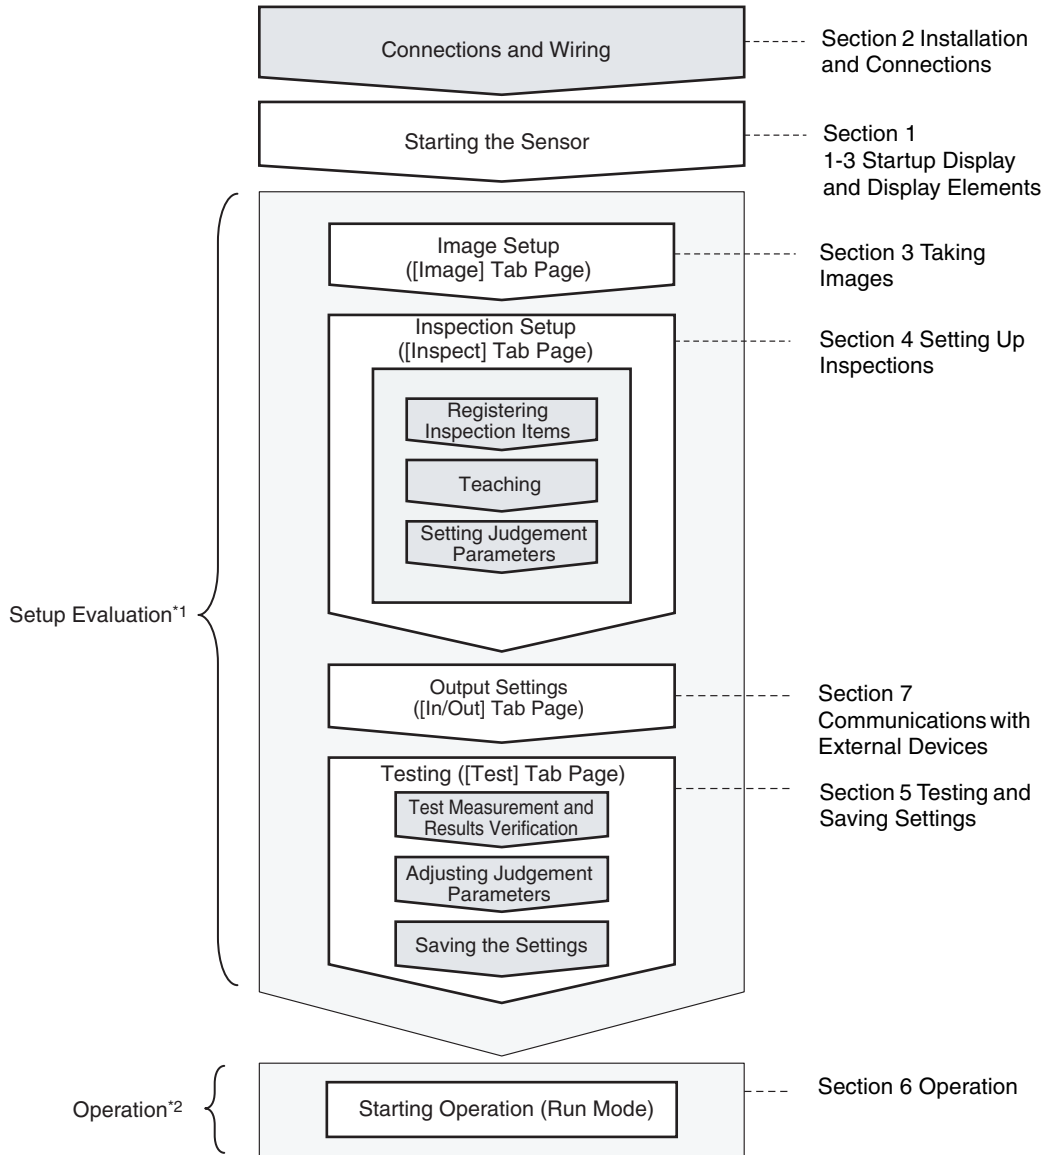 Connections and Wiring
Section 2 Installation
and Connections
Starting the Sensor
Section 1
1-3 Startup Display
and Display Elements
Image Setup
([Image] Tab Page)
Section 3 Taking
Images
Inspection Setup
([Inspect] Tab Page)
Section 4 Setting Up
Inspections
Registering
Inspection Items
Teaching
Setting Judgement
Parameters
Setup Evaluation*1
Output Settings
([In/Out] Tab Page)
Section 7
Communications with
External Devices
Testing ([Test] Tab Page)
Section 5 Testing and
Saving Settings
Test Measurement and
Results Verification
Adjusting Judgement
Parameters
Saving the Settings
Operation*2
Starting Operation (Run Mode)
Section 6 Operation